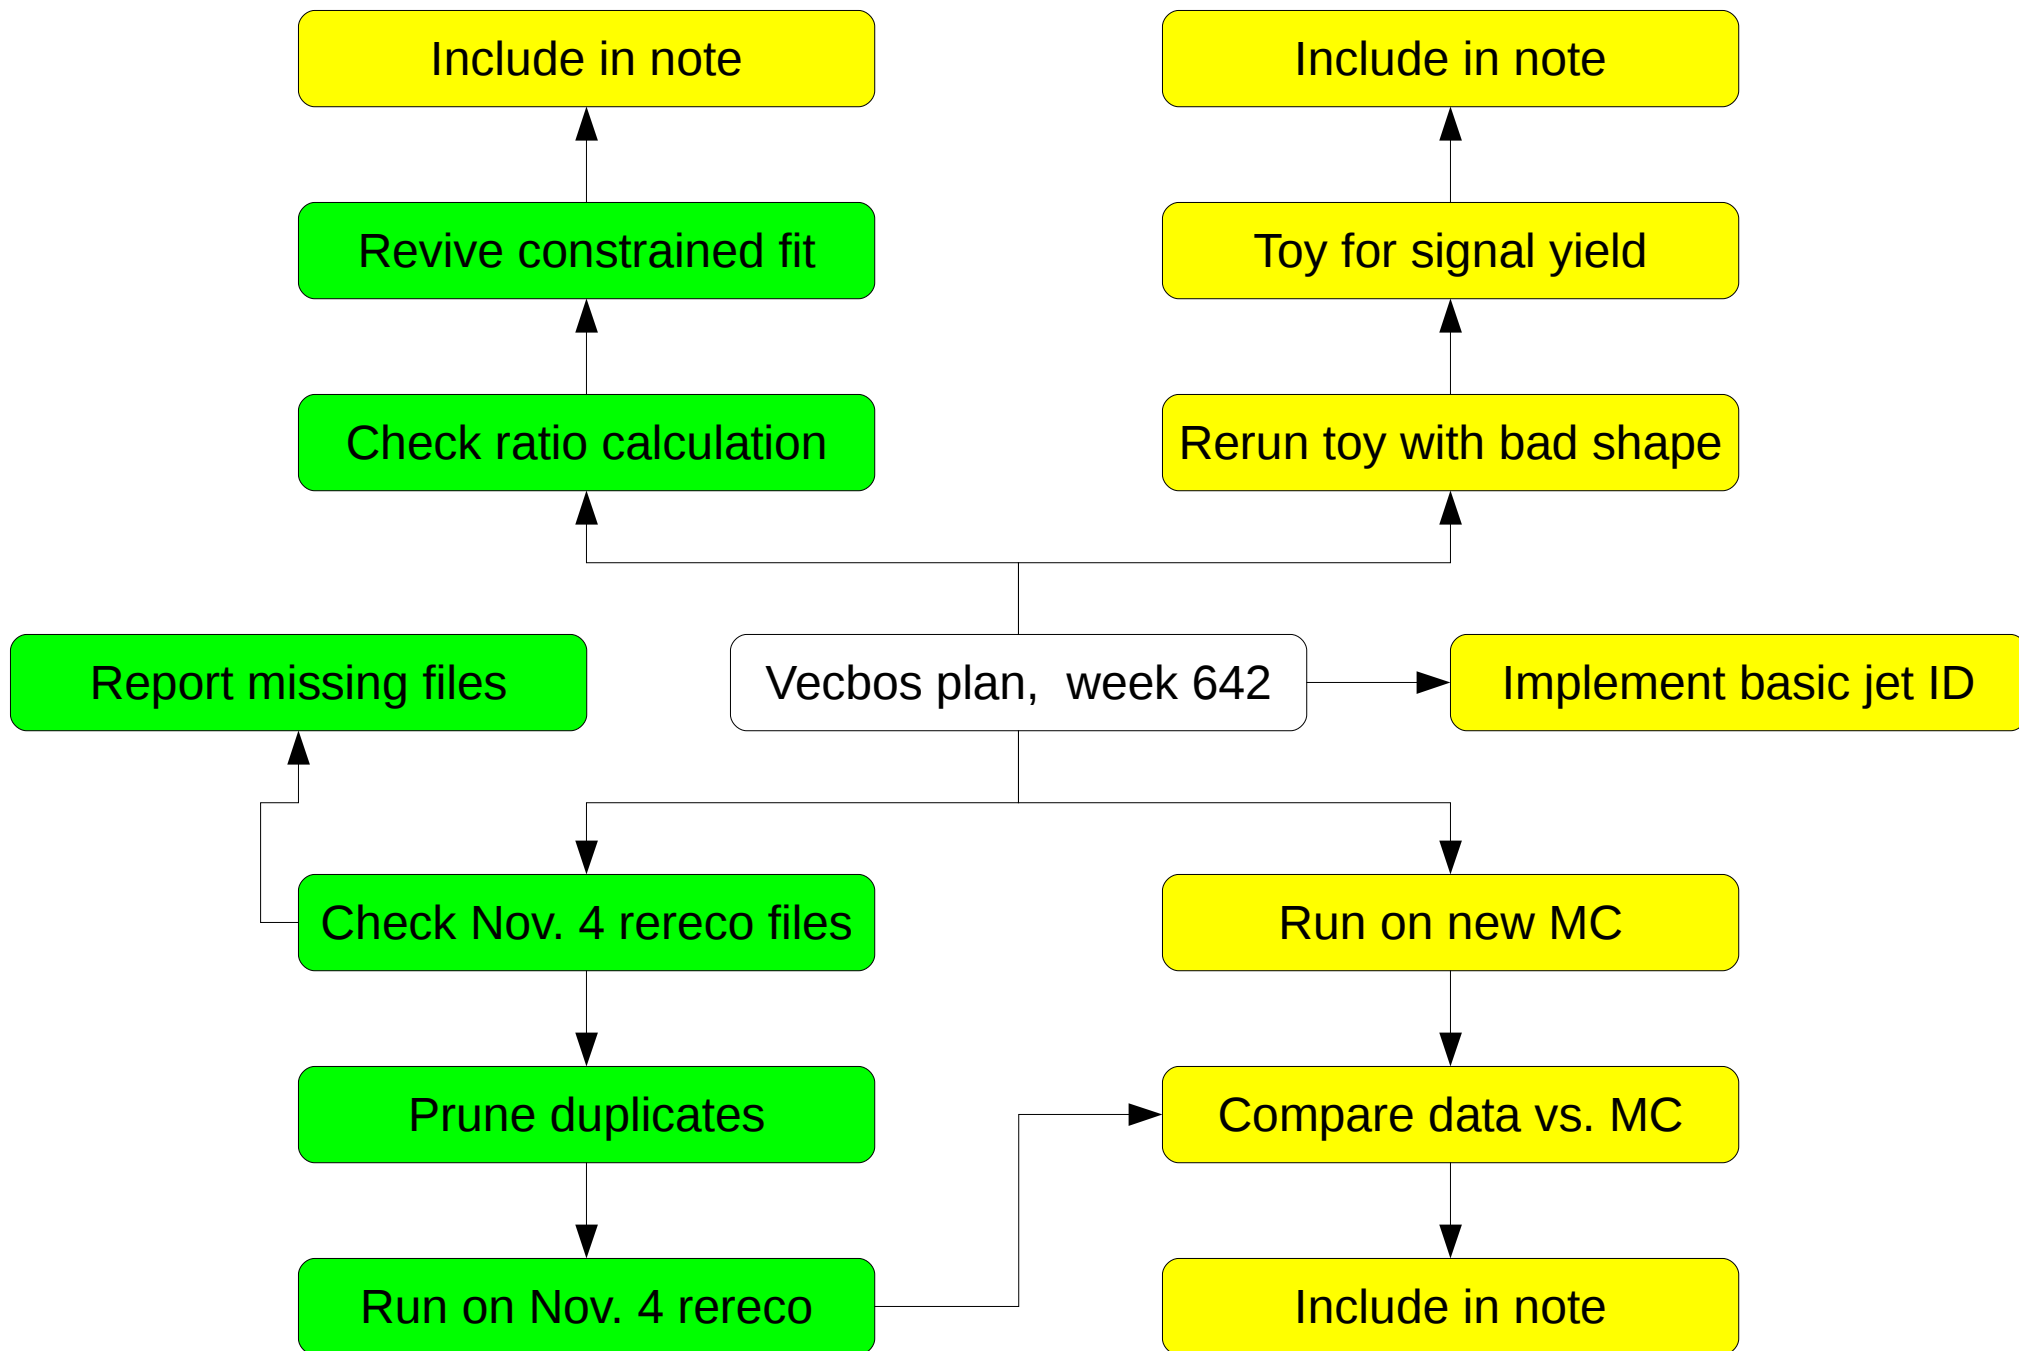 Include in note
Include in note
Revive constrained fit
Toy for signal yield
Check ratio calculation
Rerun toy with bad shape
Report missing files
Vecbos plan,  week 642
Implement basic jet ID
Check Nov. 4 rereco files
Run on new MC
Prune duplicates
Compare data vs. MC
Run on Nov. 4 rereco
Include in note